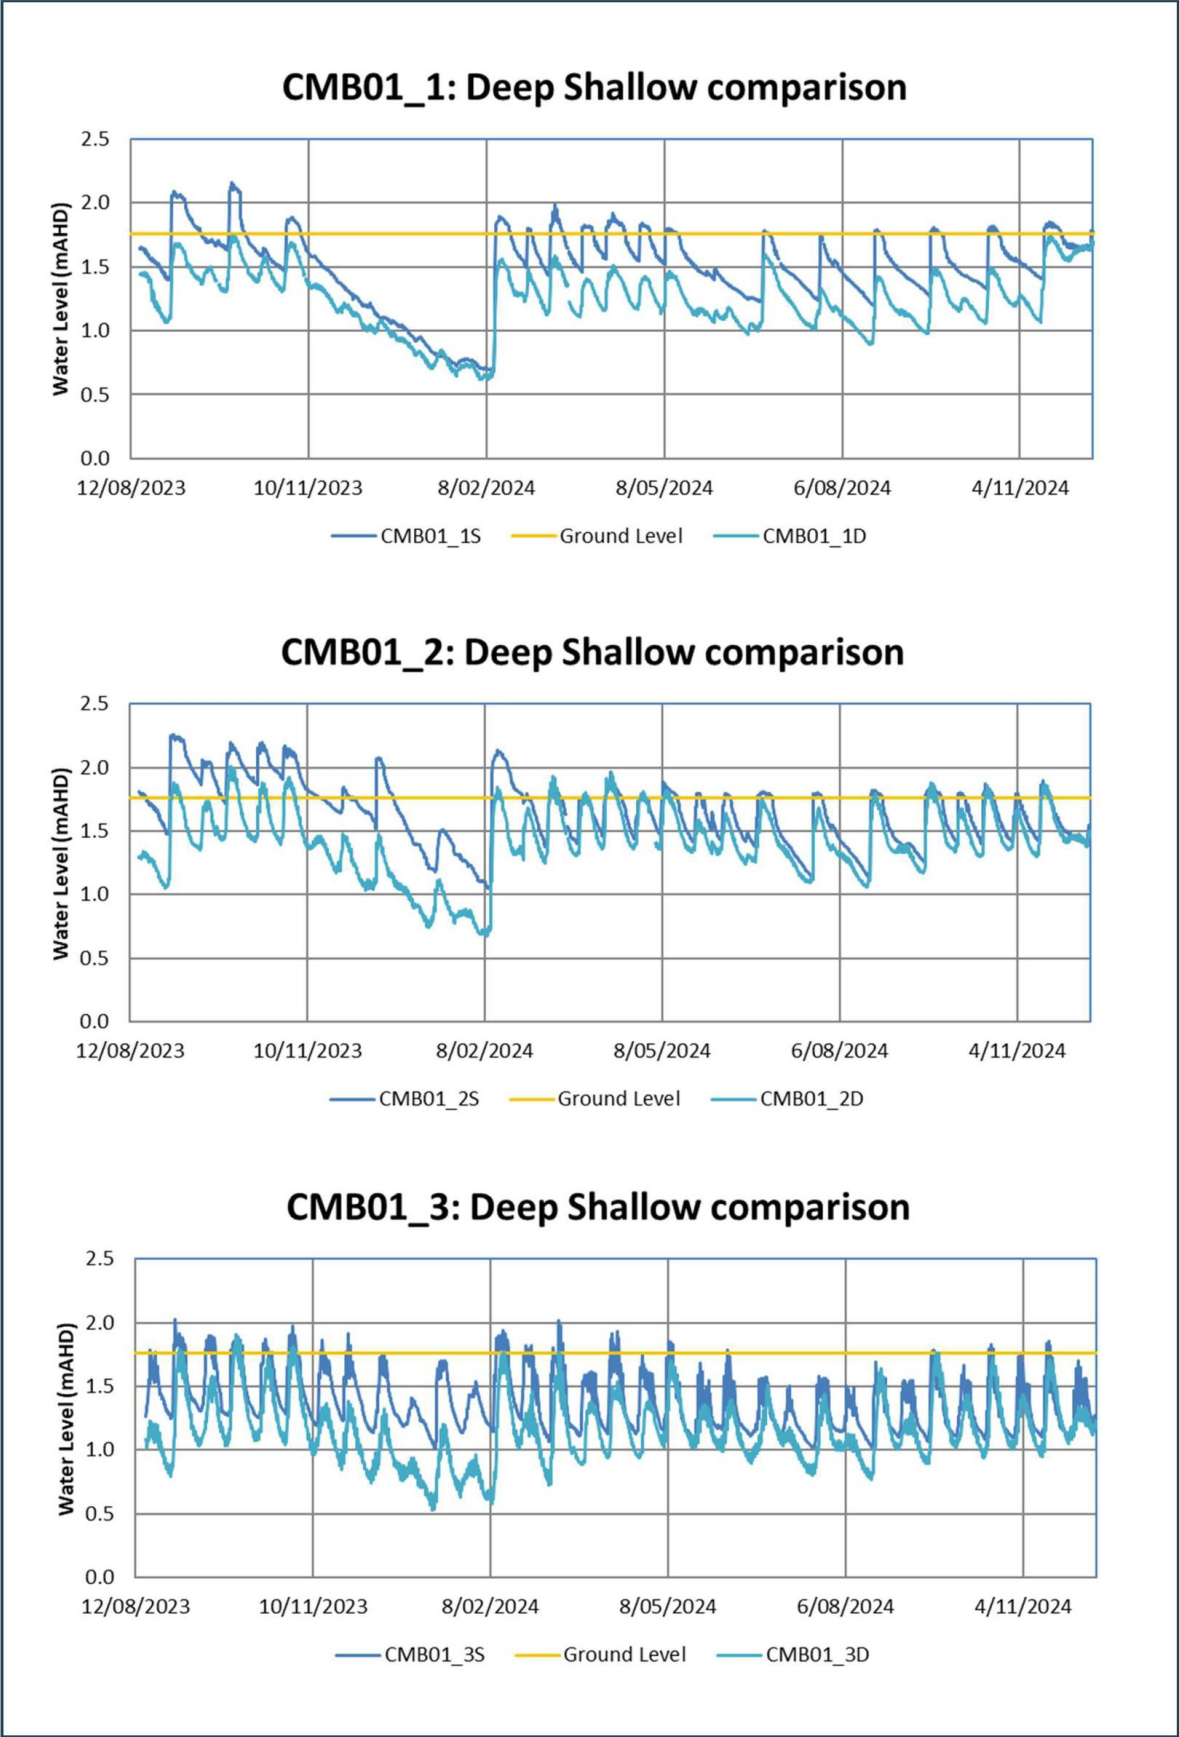 CMB01_1: Deep Shallow comparison
Water Level (mAHD)
2.5
2.0
1.5
1.0
0.5
0.0
12/08/2023 10/11/2023 8/02/2024 8/05/2024 6/08/2024 4/11/2024
CMB01_1S Ground Level CMB01_1D
CMB01_2: Deep Shallow comparison
Water Level (mAHD)
2.5
2.0
1.5
1.0
0.5
0.0
12/08/2023 10/11/2023 8/02/2024 8/05/2024 6/08/2024 4/11/2024
CMB01_2S Ground Level CMB01_2D
CMB01_3: Deep Shallow comparison
Water Level (mAHD)
2.5
2.0
1.5
1.0
0.5
0.0
12/08/2023 10/11/2023 8/02/2024 8/05/2024 6/08/2024 4/11/2024
CMB01_3S Ground Level CMB01_3D